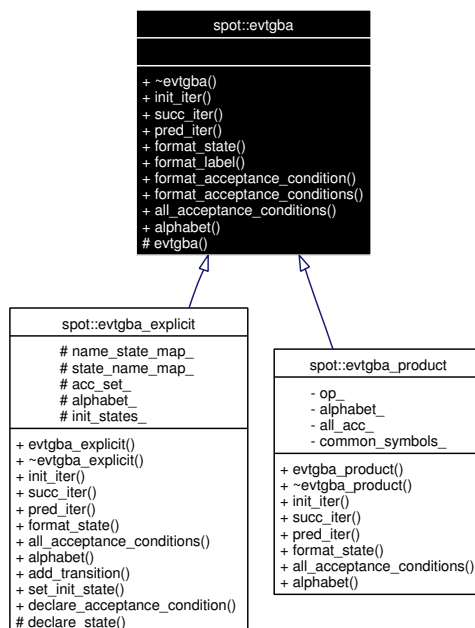 spot::evtgba
+ ~evtgba()
+ init_iter()
+ succ_iter()
+ pred_iter()
+ format_state()
+ format_label()
+ format_acceptance_condition()
+ format_acceptance_conditions()
+ all_acceptance_conditions()
+ alphabet()
# evtgba()
spot::evtgba_explicit
# name_state_map_
# state_name_map_
# acc_set_
# alphabet_
# init_states_
+ evtgba_explicit()
+ ~evtgba_explicit()
+ init_iter()
+ succ_iter()
+ pred_iter()
+ format_state()
+ all_acceptance_conditions()
+ alphabet()
+ add_transition()
+ set_init_state()
+ declare_acceptance_condition()
# declare_state()
spot::evtgba_product
- op_
- alphabet_
- all_acc_
- common_symbols_
+ evtgba_product()
+ ~evtgba_product()
+ init_iter()
+ succ_iter()
+ pred_iter()
+ format_state()
+ all_acceptance_conditions()
+ alphabet()